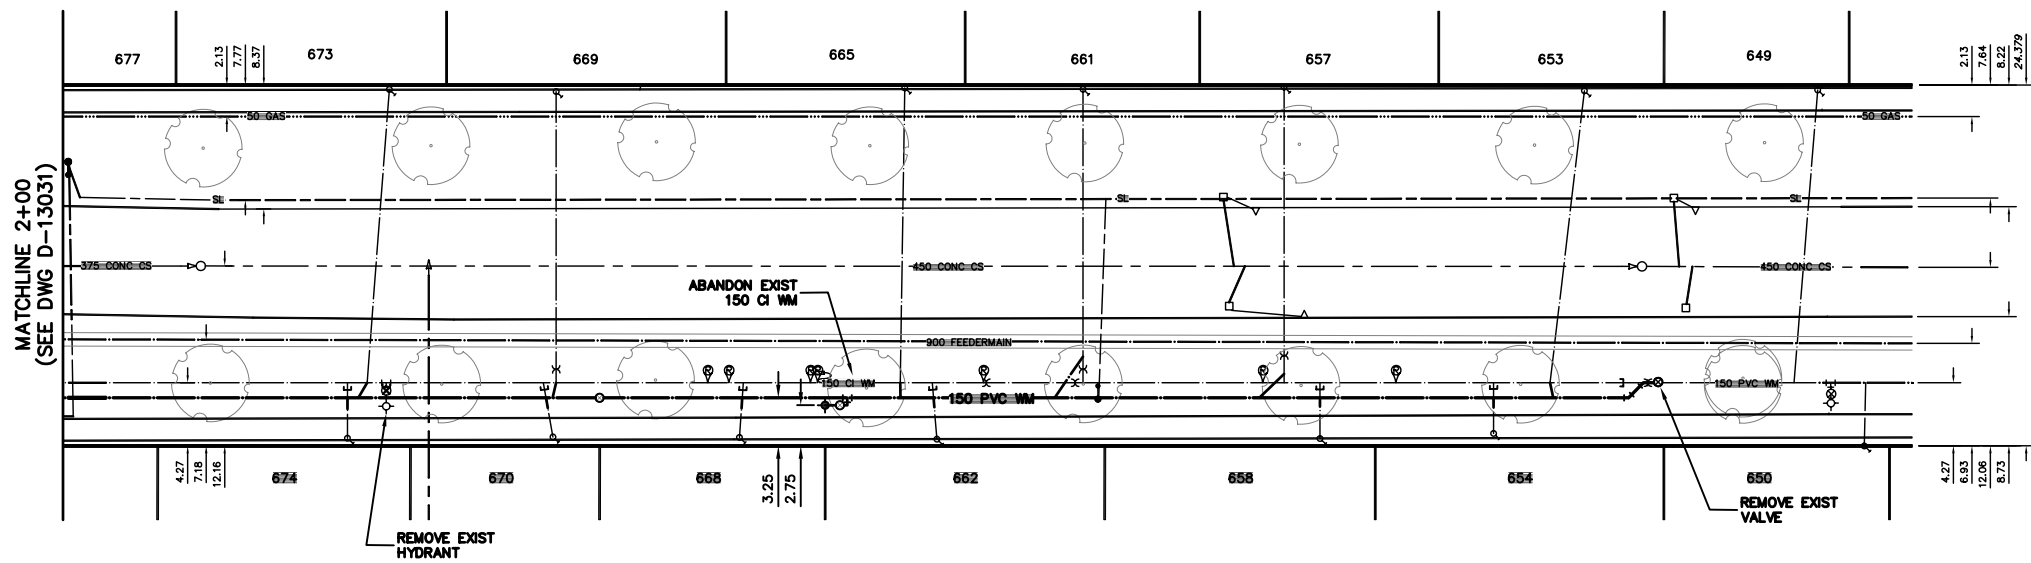 677
673
669
665
661
657
653
649
2.13
7.77
8.37
2.13
7.64
8.22
24.379
50 GAS
50 GAS
MATCHLINE 2+00
(SEE DWG D-13031)
SL
SL
SL
375 CONC CS
450 CONC CS
450 CONC CS
ABANDON EXIST
150 CI WM
900 FEEDERMAIN
150 CI WM
150 PVC WM
150 PVC WM
4.27
7.18
12.16
674
670
668
3.25
2.75
662
658
654
650
4.27
6.93
12.06
8.73
REMOVE EXIST
HYDRANT
REMOVE EXIST
VALVE
R
R
R
R
R
R
R